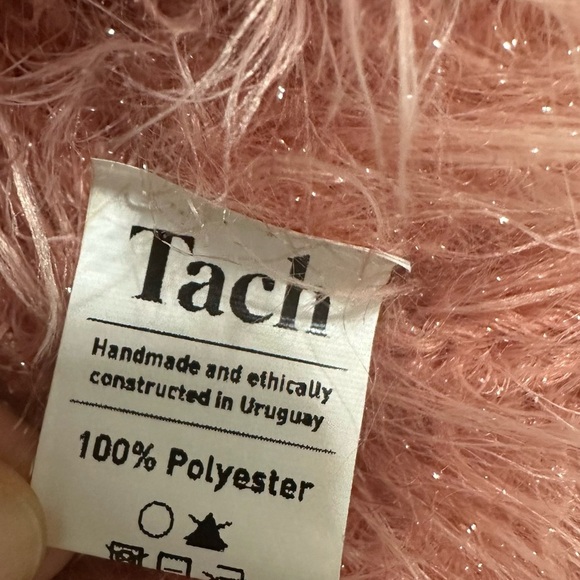 Tach
Handmade and ethically
constructed in Uruguay
100% Polyester